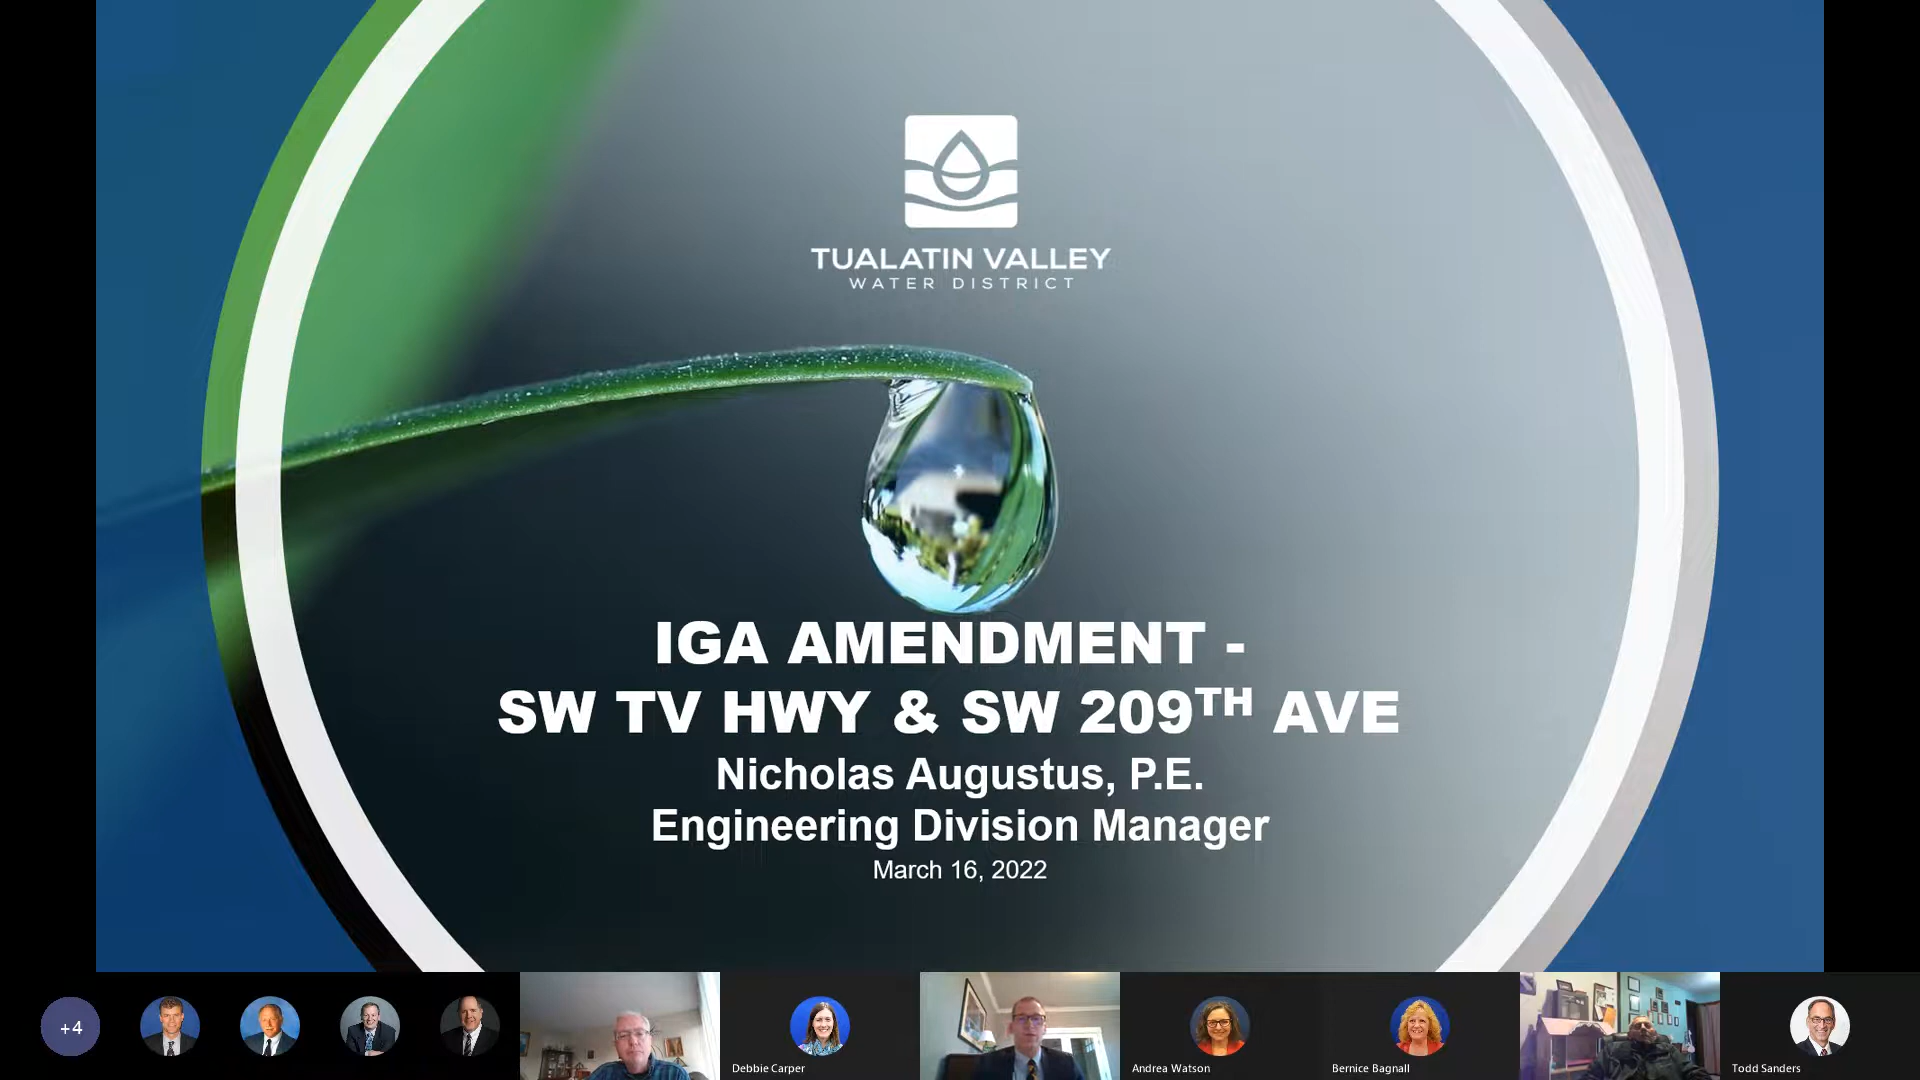 TUALATIN VALLEY
WATER DISTRICT
IGA AMENDMENT -
SW TV HWY & SW 209TH AVE
Nicholas Augustus, P.E.
Engineering Division Manager
March 16, 2022
+4
Debbie Carper
Andrea Watson
Bernice Bagnall
Todd Sanders